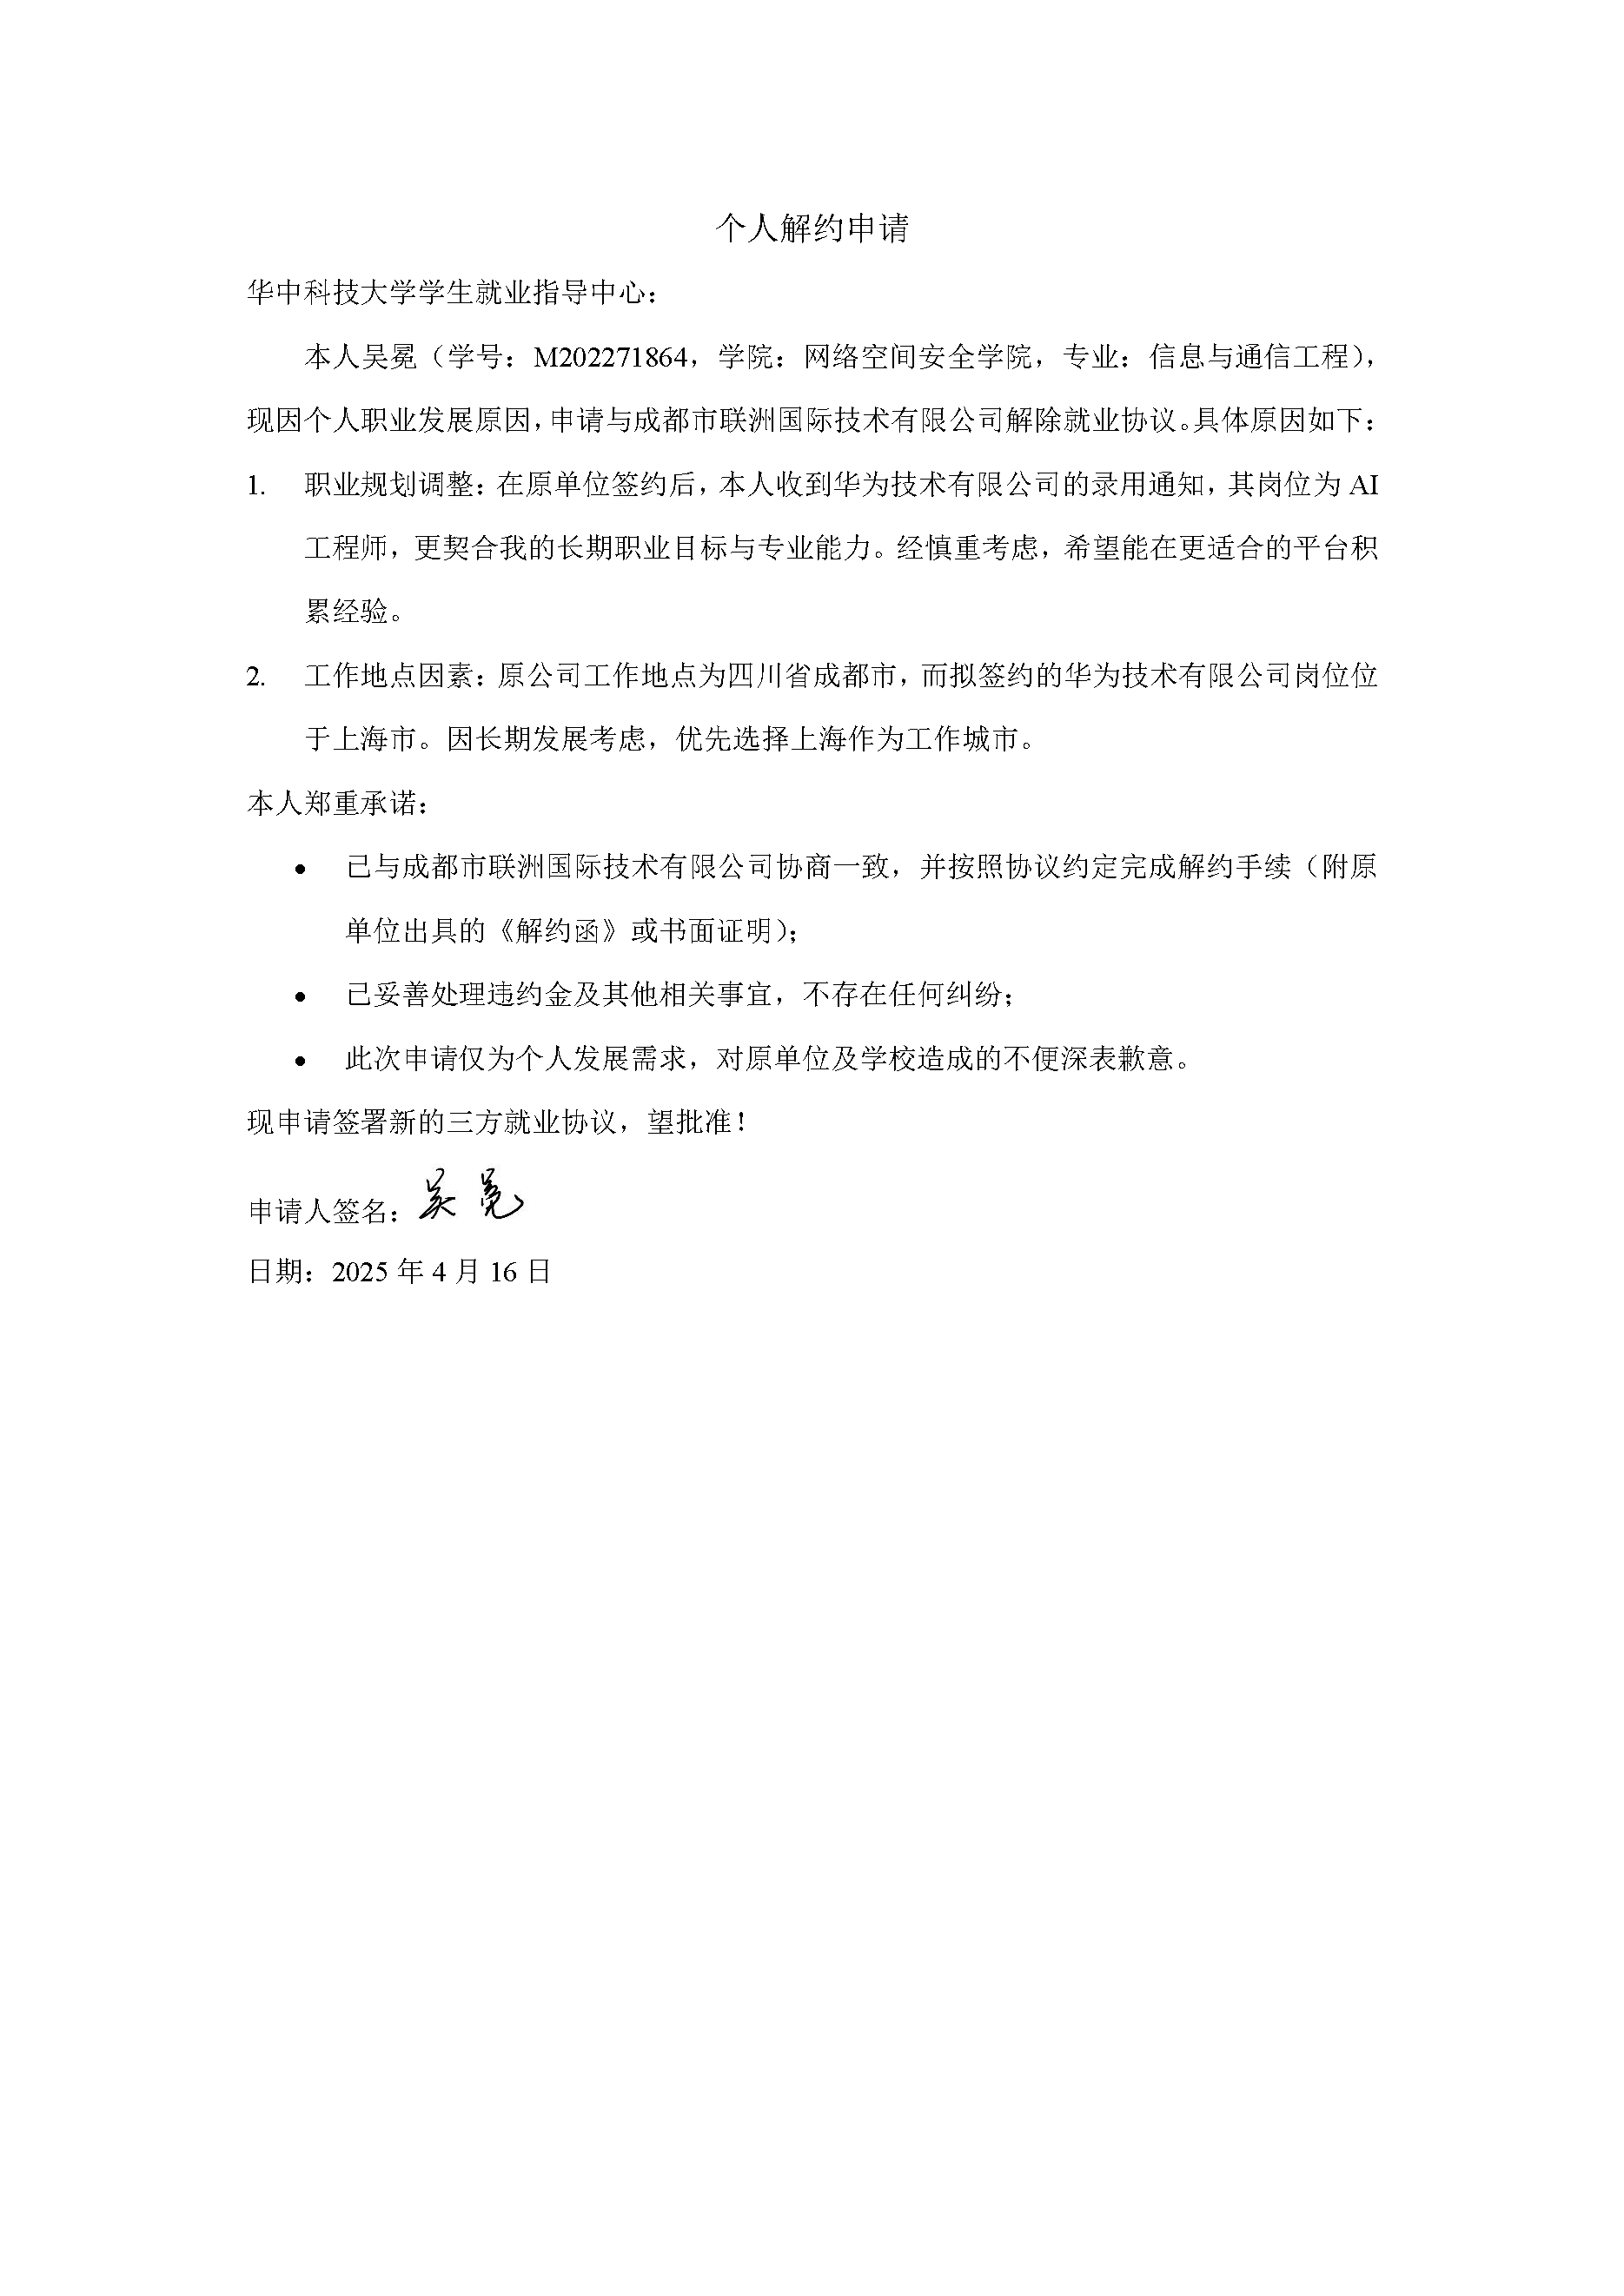 个人解约申请
华中科技大学学生就业指导中心：
本人吴冕（学号：M202271864，学院：网络空间安全学院，专业：信息与通信工程），
现因个人职业发展原因，申请与成都市联洲国际技术有限公司解除就业协议。具体原因如下：
1. 职业规划调整：在原单位签约后，本人收到华为技术有限公司的录用通知，其岗位为 AI
工程师，更契合我的长期职业目标与专业能力。经慎重考虑，希望能在更适合的平台积
累经验。
2. 工作地点因素：原公司工作地点为四川省成都市，而拟签约的华为技术有限公司岗位位
于上海市。因长期发展考虑，优先选择上海作为工作城市。
本人郑重承诺：
● 已与成都市联洲国际技术有限公司协商一致，并按照协议约定完成解约手续（附原
单位出具的《解约函》或书面证明）；
● 已妥善处理违约金及其他相关事宜，不存在任何纠纷；
● 此次申请仅为个人发展需求，对原单位及学校造成的不便深表歉意。
现申请签署新的三方就业协议，望批准！
申请人签名：吴冕
日期：2025 年 4 月 16 日